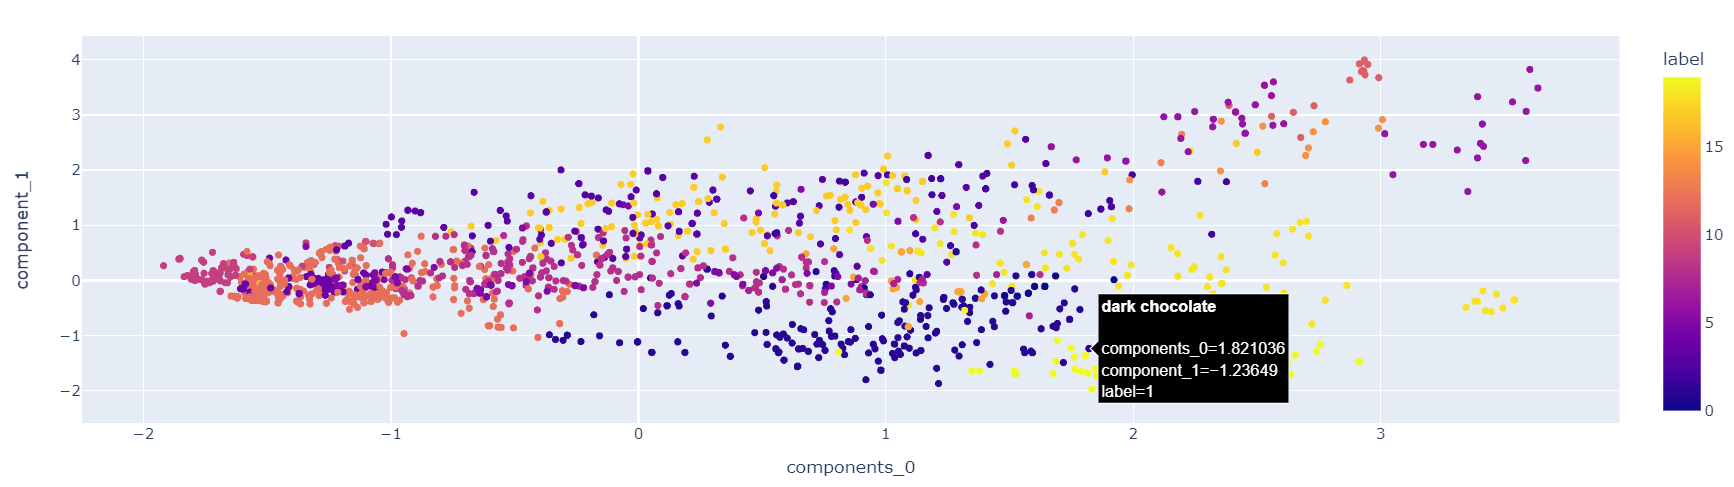 component_1
4
3
2
1
0
−1
−2
−2
−1
0
1
2
3
components_0
dark chocolate
components_0=1.821036
component_1=−1.23649
label=1
label
15
10
5
0